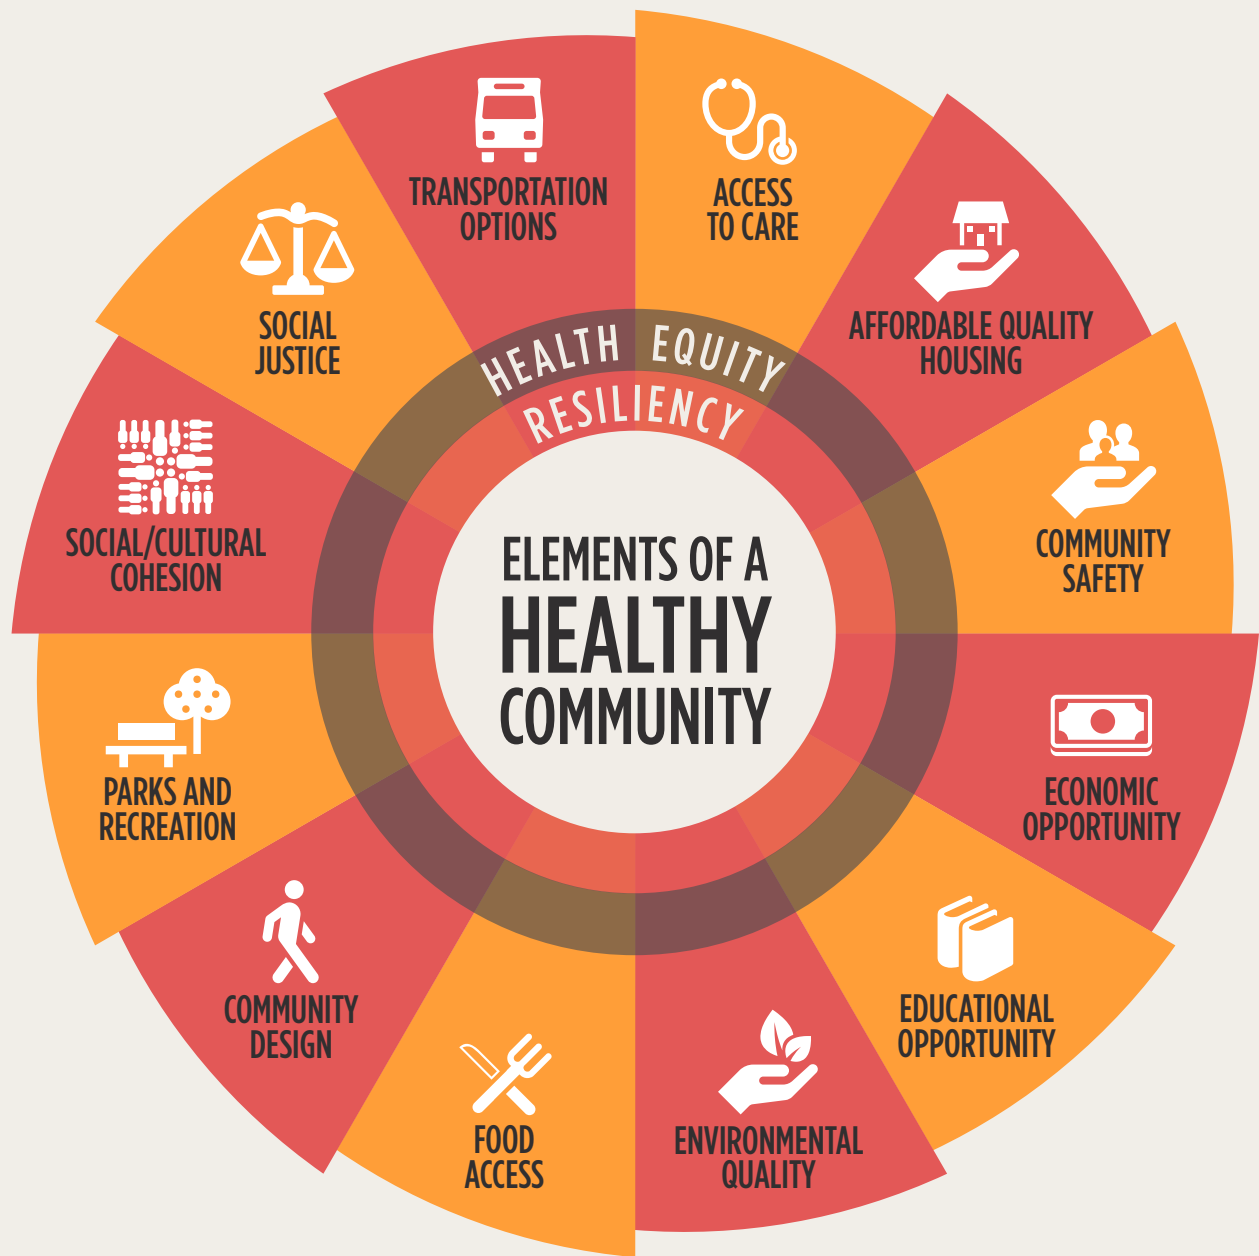 TRANSPORTATION
OPTIONS
ACCESS
TO CARE
AFFORDABLE QUALITY
HOUSING
COMMUNITY
SAFETY
ECONOMIC
OPPORTUNITY
EDUCATIONAL
OPPORTUNITY
ENVIRONMENTAL
QUALITY
FOOD
ACCESS
COMMUNITY
DESIGN
PARKS AND
RECREATION
SOCIAL/CULTURAL
COHESION
SOCIAL
JUSTICE
HEALTH EQUITY
RESILIENCY
ELEMENTS OF A
HEALTHY
COMMUNITY